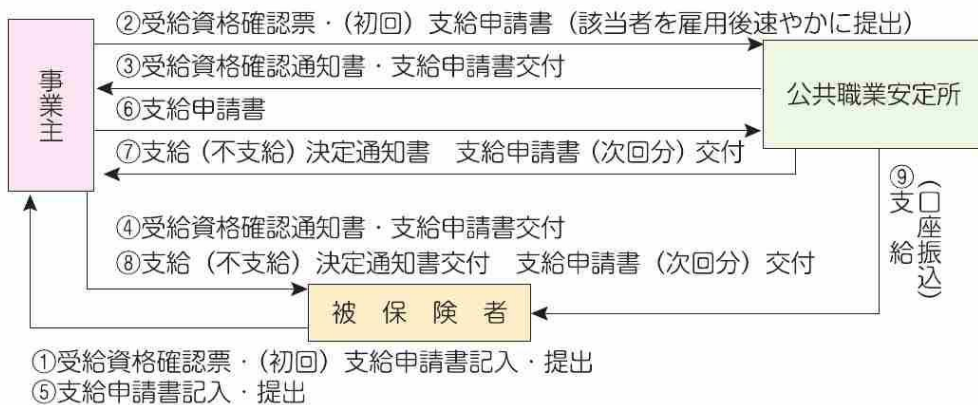 ②受給資格確認票・(初回) 支給申請書 (該当者を雇用後速やかに提出)
③受給資格確認通知書・支給申請書交付
事業主
公共職業安定所
⑥支給申請書
⑦支給 (不支給) 決定通知書 支給申請書 (次回分) 交付
⑨支給
(口座振込)
④受給資格確認通知書・支給申請書交付
⑧支給 (不支給) 決定通知書交付 支給申請書 (次回分) 交付
被保険者
①受給資格確認票・(初回) 支給申請書記入・提出
⑤支給申請書記入・提出